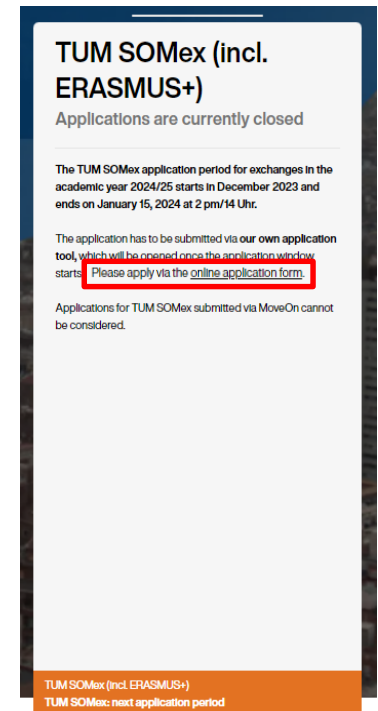 TUM SOMex (incl.
ERASMUS+)
Applications are currently closed
The TUM SOMex application period for exchanges in the
academic year 2024/25 starts in December 2023 and
ends on January 15, 2024 at 2 pm/14 Uhr.
The application has to be submitted via our own application
tool, which will be opened once the application window
starts Please apply via the online application form.
Applications for TUM SOMex submitted via MoveOn cannot
be considered.
TUM SOMex (incl. ERASMUS+)
TUM SOMex: next application period